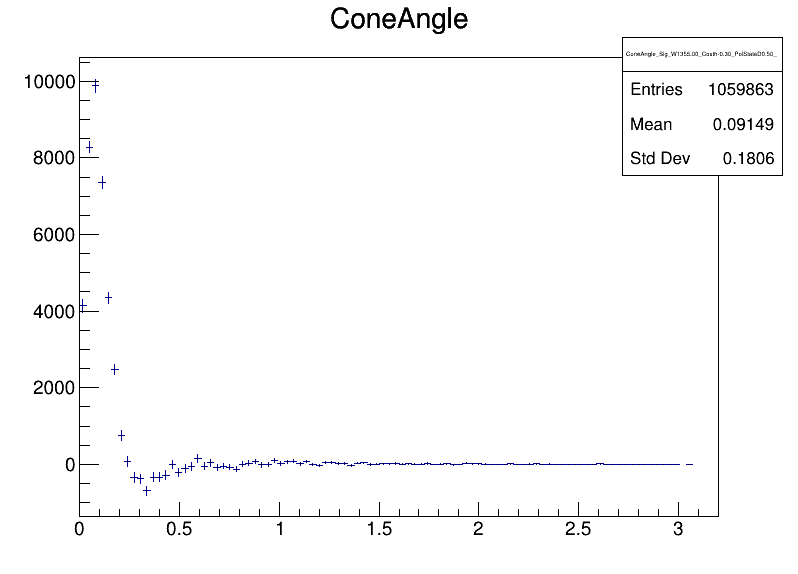 ConeAngle
ConeAngle_Sig_W1355.00_Costh-0.30_PolStateD0.50_
Entries 1059863
Mean 0.09149
Std Dev 0.1806
10000
8000
6000
4000
2000
0
0 0.5 1 1.5 2 2.5 3